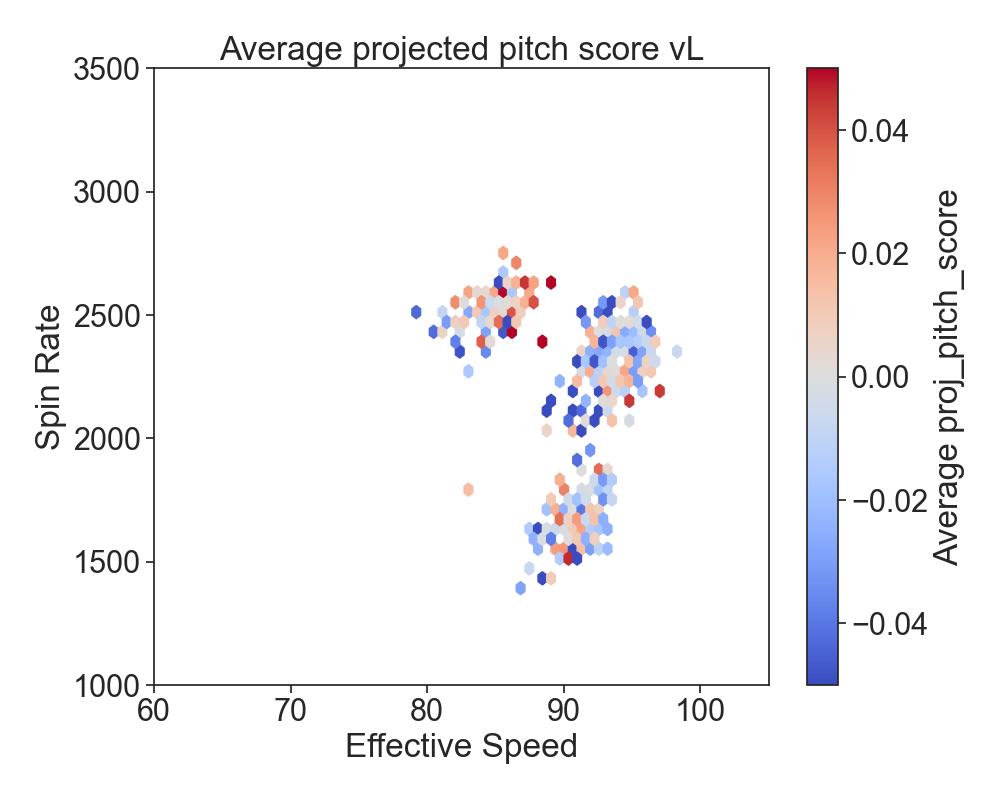 Average projected pitch score vL
3500
3000
2500
2000
1500
1000
Spin Rate
60 70 80 90 100
Effective Speed
0.04
0.02
0.00
−0.02
−0.04
Average proj_pitch_score